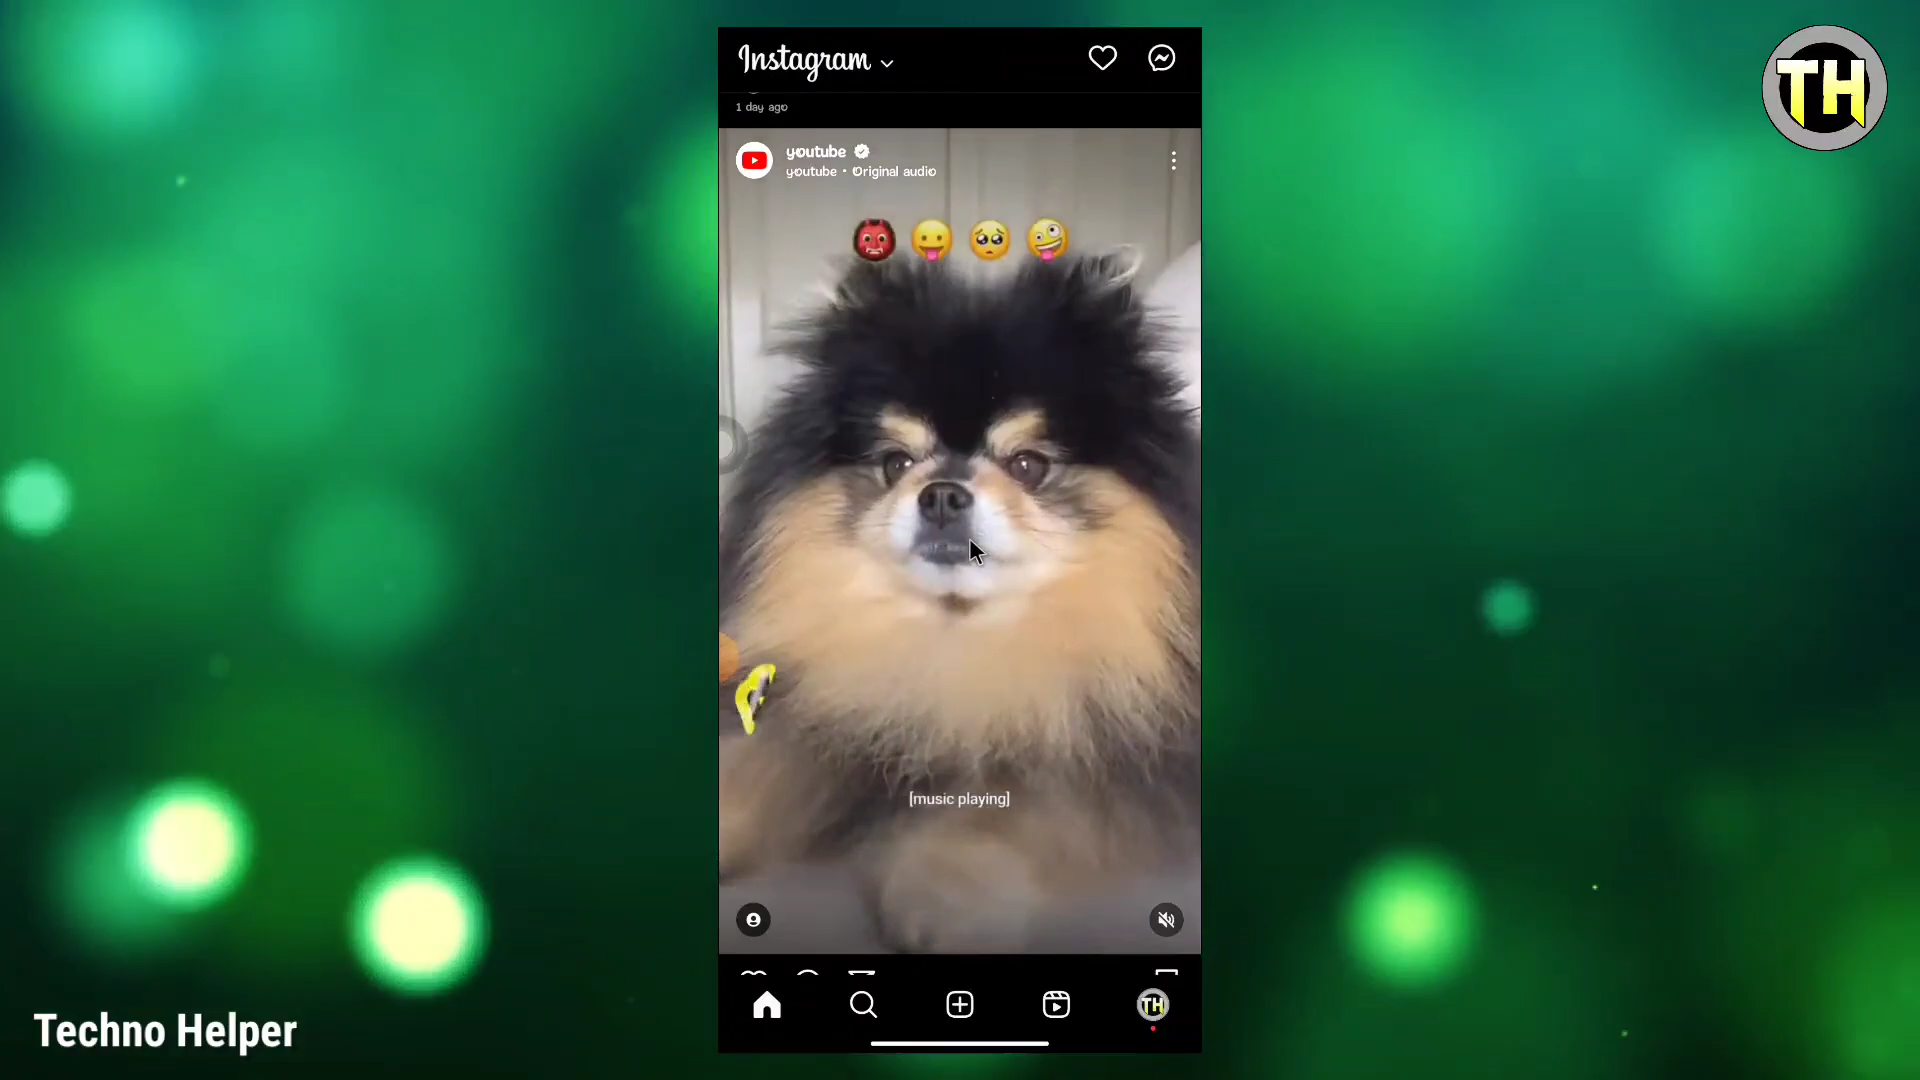 Instagram
TH
1 day ago
youtube
youtube • Original audio
[music playing]
TH
Techno Helper